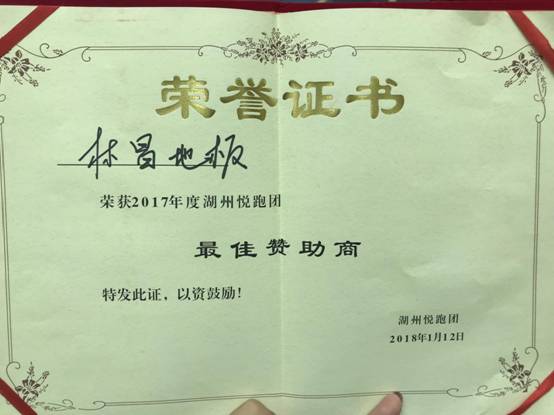 荣誉证书
林昌地板
荣获2017年度湖州悦跑团
最佳赞助商
特发此证，以资鼓励！
湖州悦跑团
2018年1月12日